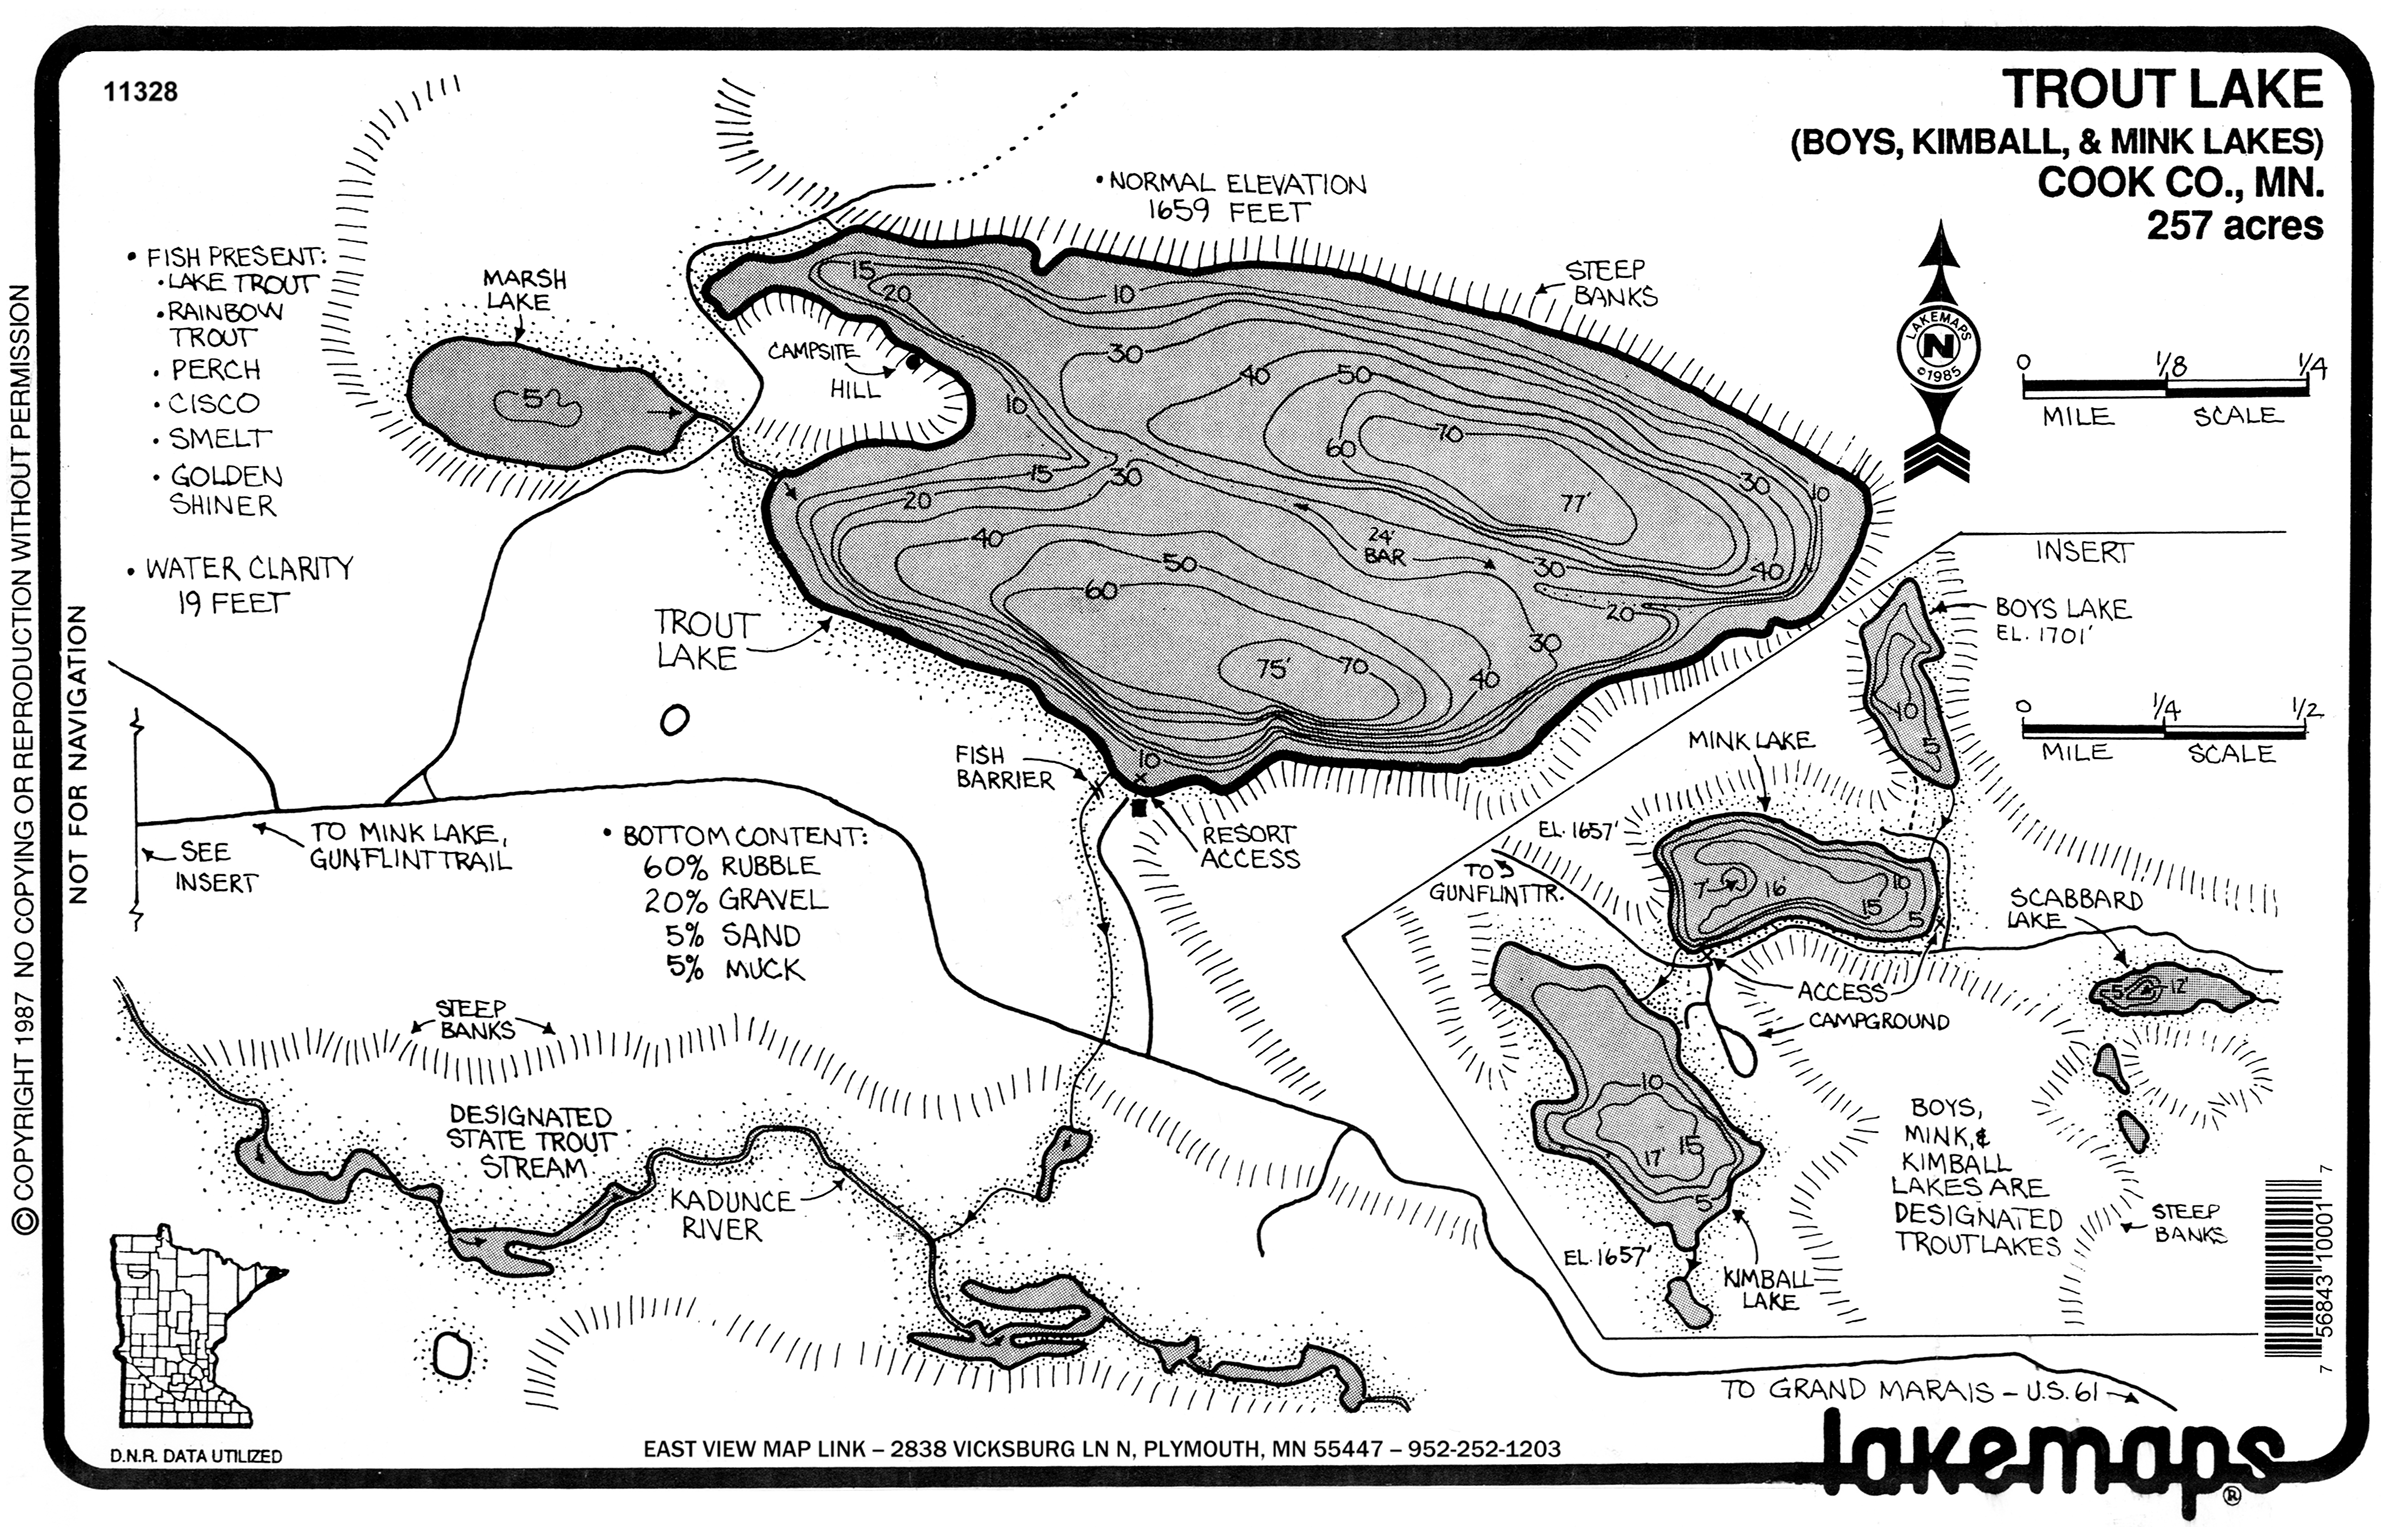 11328
TROUT LAKE
(BOYS, KIMBALL, & MINK LAKES)
COOK CO., MN.
257 acres
• NORMAL ELEVATION
1659 FEET
• FISH PRESENT:
• LAKE TROUT
• RAINBOW
TROUT
• PERCH
• CISCO
• SMELT
• GOLDEN
SHINER
• WATER CLARITY
19 FEET
MARSH
LAKE
5
STEEP
BANKS
LAKEMAPS
N
©1985
0 1/8 1/4
MILE SCALE
CAMPSITE
HILL
15
20
10
30
40
50
10
60
70
77'
30
10
15
30
20
40
24'
BAR
50
30
40
60
20
30
75'
70
40
10
TROUT
LAKE
FISH
BARRIER
RESORT
ACCESS
TO MINK LAKE,
GUNFLINT TRAIL
SEE
INSERT
• BOTTOM CONTENT:
60% RUBBLE
20% GRAVEL
5% SAND
5% MUCK
INSERT
BOYS LAKE
EL. 1701'
10
5
0 1/4 1/2
MILE SCALE
MINK LAKE
EL. 1657'
TO
GUNFLINT TR.
7'
16'
10
15
5
SCABBARD
LAKE
5
12'
ACCESS
CAMPGROUND
10
15
17'
5
EL. 1657'
KIMBALL
LAKE
BOYS,
MINK, &
KIMBALL
LAKES ARE
DESIGNATED
TROUT LAKES
STEEP
BANKS
STEEP
BANKS
DESIGNATED
STATE TROUT
STREAM
KADUNCE
RIVER
TO GRAND MARAIS – U.S. 61
7 56843 10001 7
© COPYRIGHT 1987 NO COPYING OR REPRODUCTION WITHOUT PERMISSION
NOT FOR NAVIGATION
D.N.R. DATA UTILIZED
EAST VIEW MAP LINK – 2838 VICKSBURG LN N, PLYMOUTH, MN 55447 – 952-252-1203
lakemaps®